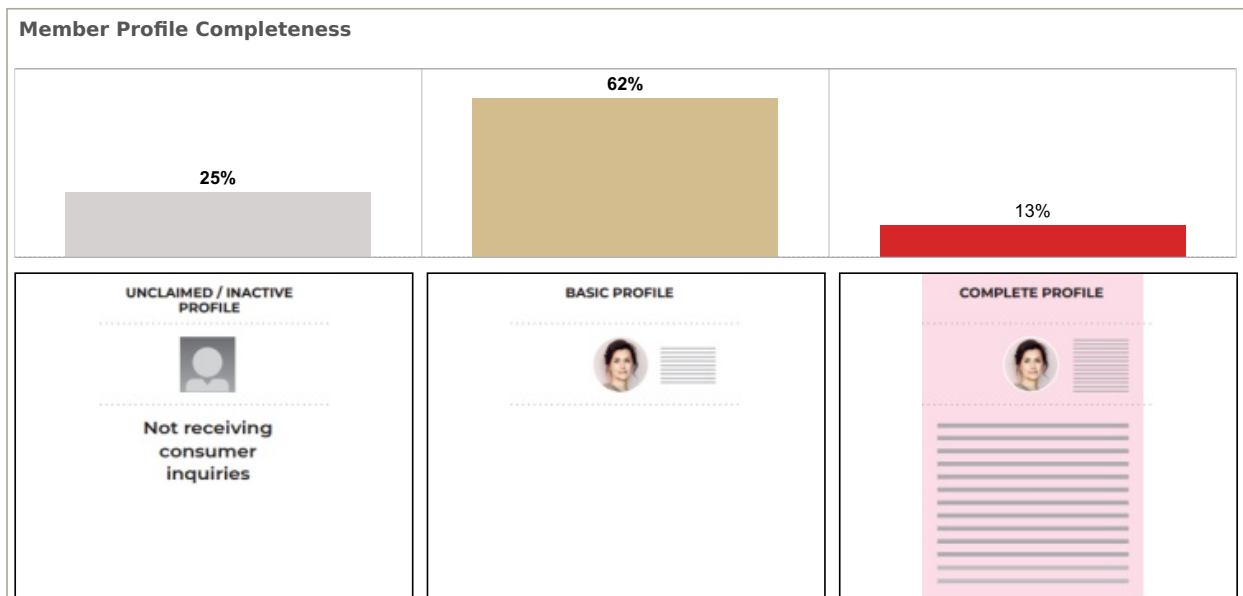 Member Profile Completeness
62%
25%
13%
UNCLAIMED / INACTIVE
PROFILE
Not receiving
consumer
inquiries
BASIC PROFILE
COMPLETE PROFILE